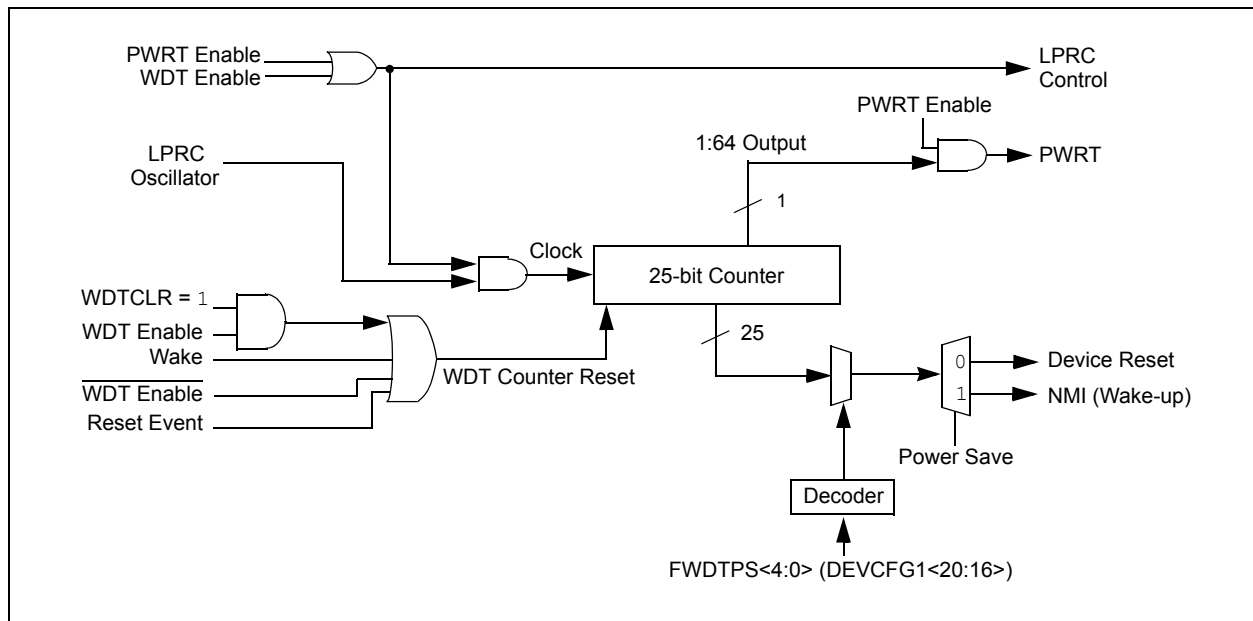 PWRT Enable
WDT Enable
LPRC
Control
PWRT Enable
1:64 Output
PWRT
LPRC
Oscillator
1
Clock
25-bit Counter
WDTCLR = 1
WDT Enable
Wake
WDT Enable
Reset Event
WDT Counter Reset
25
0
1
Device Reset
NMI (Wake-up)
Power Save
Decoder
FWDTPS<4:0> (DEVCFG1<20:16>)